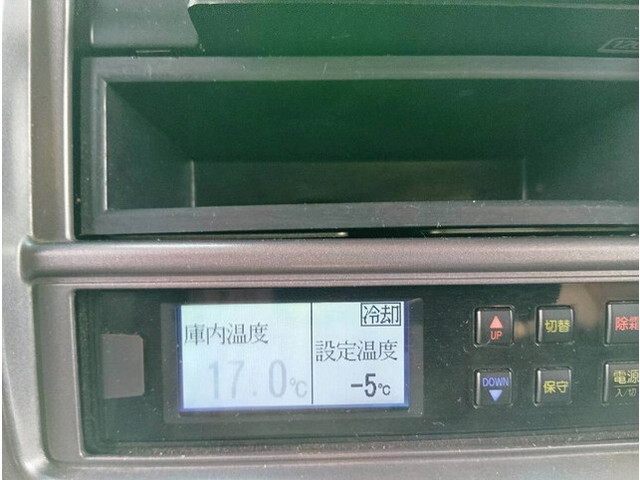 冷却
庫内温度
17.0℃
設定温度
-5℃
▲
UP
切替
除霜
DOWN
▼
保守
電源
入/切